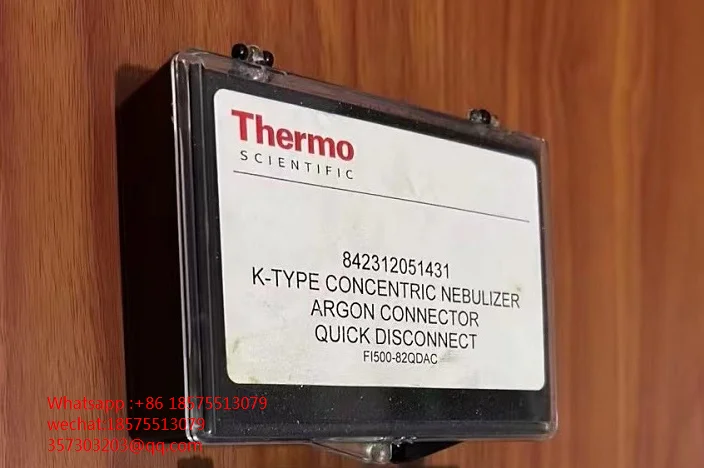 Thermo
SCIENTIFIC
842312051431
K-TYPE CONCENTRIC NEBULIZER
ARGON CONNECTOR
QUICK DISCONNECT
FI500-82QDAC
Whatsapp :+86 18575513079
wechat:18575513079
357303203@qq.com